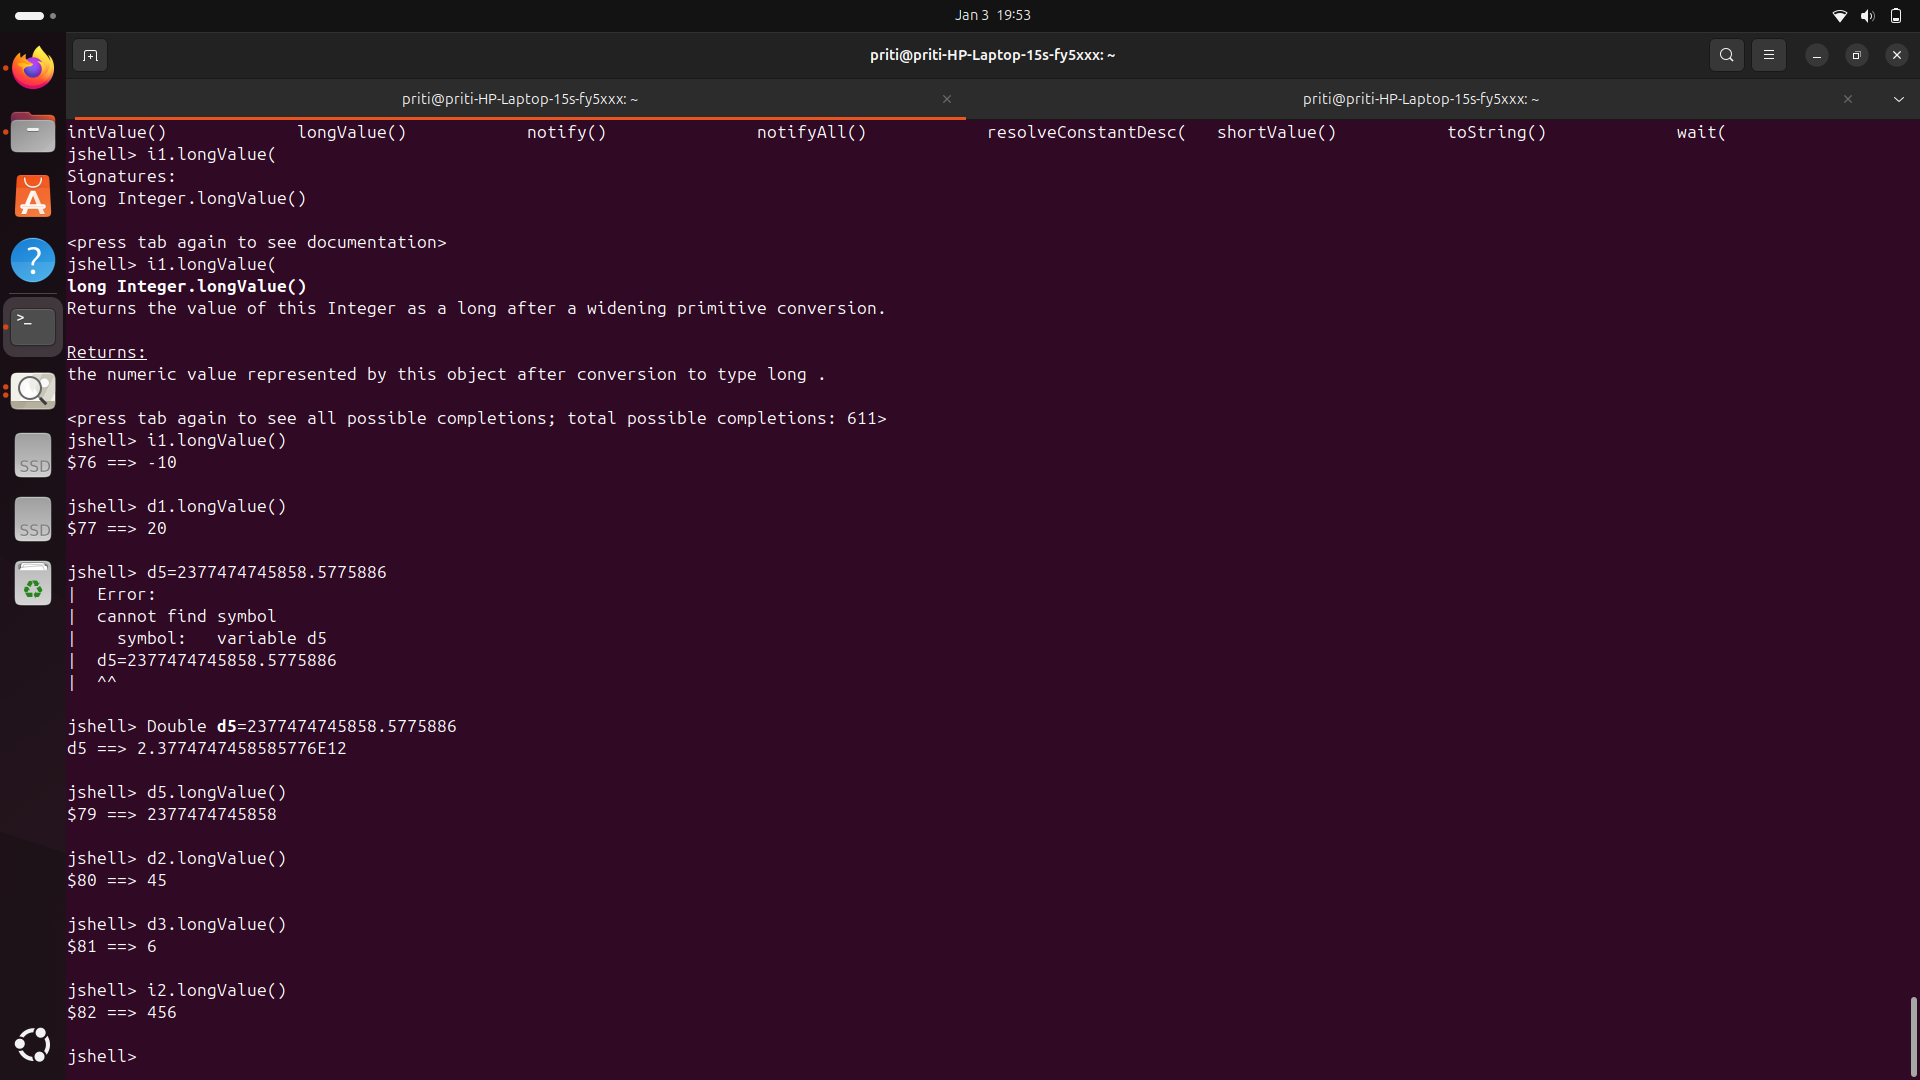 Jan 3 19:53
priti@priti-HP-Laptop-15s-fy5xxx: ~
priti@priti-HP-Laptop-15s-fy5xxx: ~ priti@priti-HP-Laptop-15s-fy5xxx: ~
intValue() longValue() notify() notifyAll() resolveConstantDesc( shortValue() toString() wait(
jshell> i1.longValue(
Signatures:
long Integer.longValue()
<press tab again to see documentation>
jshell> i1.longValue(
long Integer.longValue()
Returns the value of this Integer as a long after a widening primitive conversion.
Returns:
the numeric value represented by this object after conversion to type long .
<press tab again to see all possible completions; total possible completions: 611>
jshell> i1.longValue()
$76 ==> -10
jshell> d1.longValue()
$77 ==> 20
jshell> d5=2377474745858.5775886
| Error:
| cannot find symbol
| symbol: variable d5
| d5=2377474745858.5775886
| ^^
jshell> Double d5=2377474745858.5775886
d5 ==> 2.3774747458585776E12
jshell> d5.longValue()
$79 ==> 2377474745858
jshell> d2.longValue()
$80 ==> 45
jshell> d3.longValue()
$81 ==> 6
jshell> i2.longValue()
$82 ==> 456
jshell>
SSD
SSD